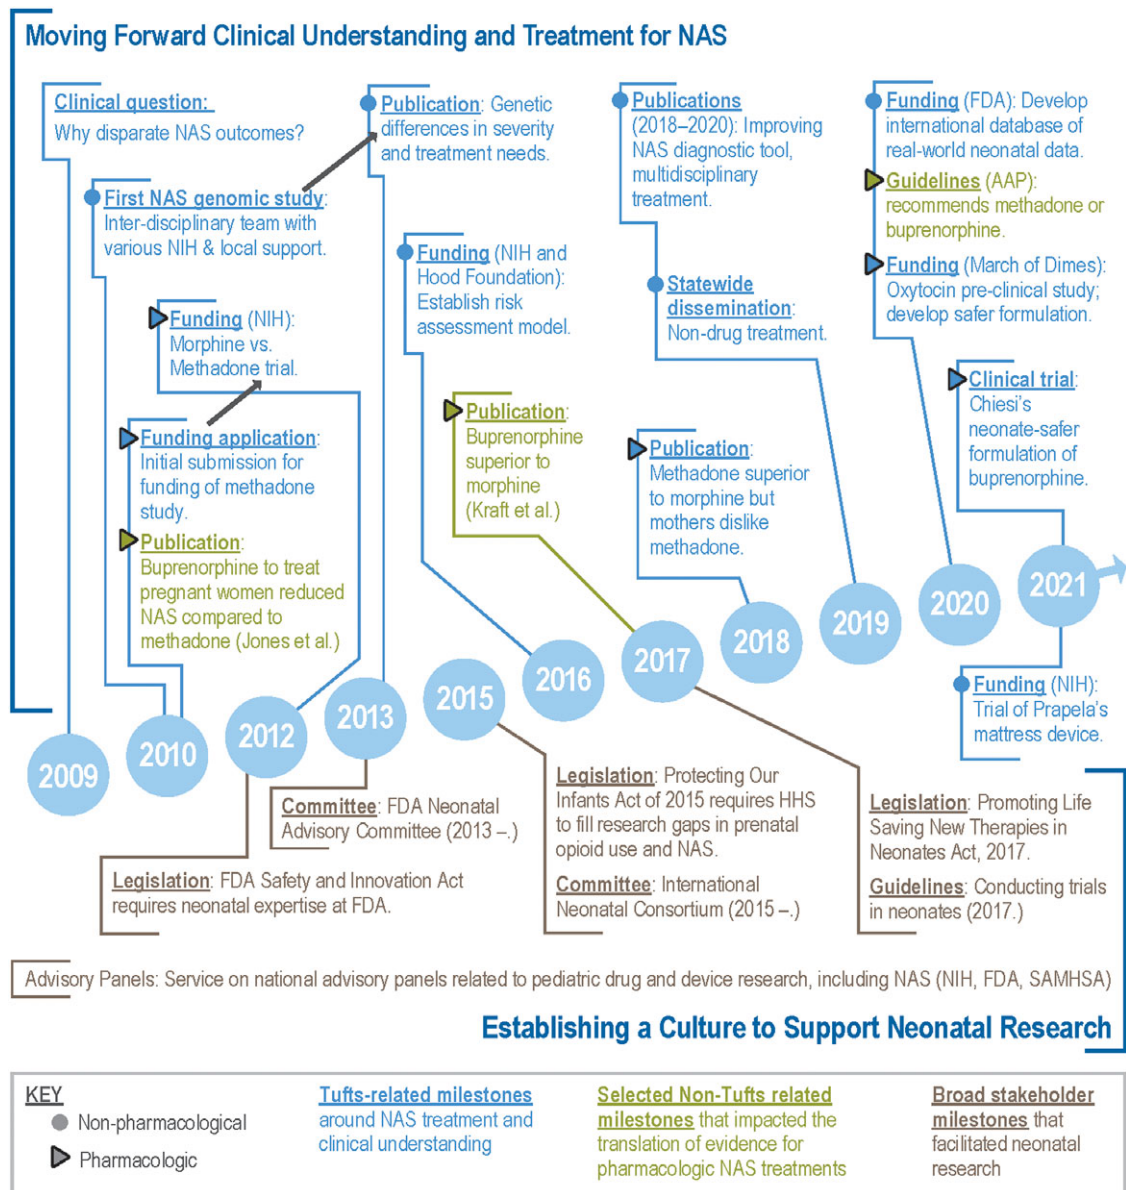 Moving Forward Clinical Understanding and Treatment for NAS
Clinical question:
Why disparate NAS outcomes?
First NAS genomic study:
Inter-disciplinary team with
various NIH & local support.
Funding (NIH):
Morphine vs.
Methadone trial.
Funding application:
Initial submission for
funding of methadone
study.
Publication:
Buprenorphine to treat
pregnant women reduced
NAS compared to
methadone (Jones et al.)
Publication: Genetic
differences in severity
and treatment needs.
Funding (NIH and
Hood Foundation):
Establish risk
assessment model.
Publication:
Buprenorphine
superior to
morphine
(Kraft et al.)
Publications
(2018–2020): Improving
NAS diagnostic tool,
multidisciplinary
treatment.
Statewide
dissemination:
Non-drug treatment.
Publication:
Methadone superior
to morphine but
mothers dislike
methadone.
Funding (FDA): Develop
international database of
real-world neonatal data.
Guidelines (AAP):
recommends methadone or
buprenorphine.
Funding (March of Dimes):
Oxytocin pre-clinical study;
develop safer formulation.
Clinical trial:
Chiesi's
neonate-safer
formulation of
buprenorphine.
2009
2010
2012
2013
2015
2016
2017
2018
2019
2020
2021
Funding (NIH):
Trial of Prapela's
mattress device.
Legislation: FDA Safety and Innovation Act
requires neonatal expertise at FDA.
Committee: FDA Neonatal
Advisory Committee (2013 –.)
Legislation: Protecting Our
Infants Act of 2015 requires HHS
to fill research gaps in prenatal
opioid use and NAS.
Committee: International
Neonatal Consortium (2015 –.)
Legislation: Promoting Life
Saving New Therapies in
Neonates Act, 2017.
Guidelines: Conducting trials
in neonates (2017.)
Advisory Panels: Service on national advisory panels related to pediatric drug and device research, including NAS (NIH, FDA, SAMHSA)
Establishing a Culture to Support Neonatal Research
KEY
Non-pharmacological
Pharmacologic
Tufts-related milestones
around NAS treatment and
clinical understanding
Selected Non-Tufts related
milestones that impacted the
translation of evidence for
pharmacologic NAS treatments
Broad stakeholder
milestones that
facilitated neonatal
research